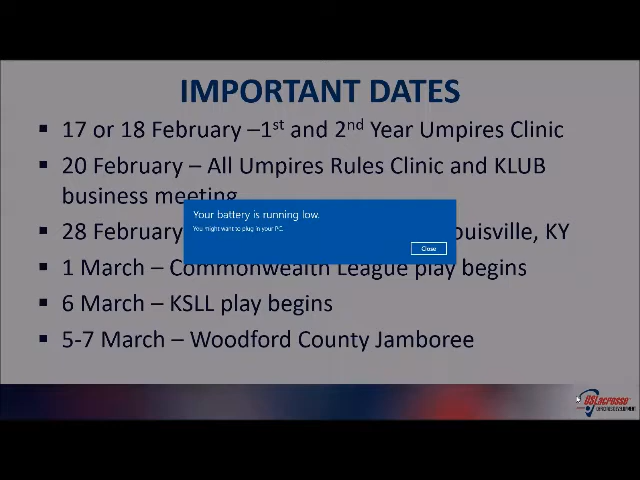 IMPORTANT DATES
▪ 17 or 18 February –1st and 2nd Year Umpires Clinic
▪ 20 February – All Umpires Rules Clinic and KLUB
business meeting
Your battery is running low.
You might want to plug in your PC.
Close
▪ 28 February ouisville, KY
▪ 1 March – Commonwealth League play begins
▪ 6 March – KSLL play begins
▪ 5-7 March – Woodford County Jamboree
USLacrosse